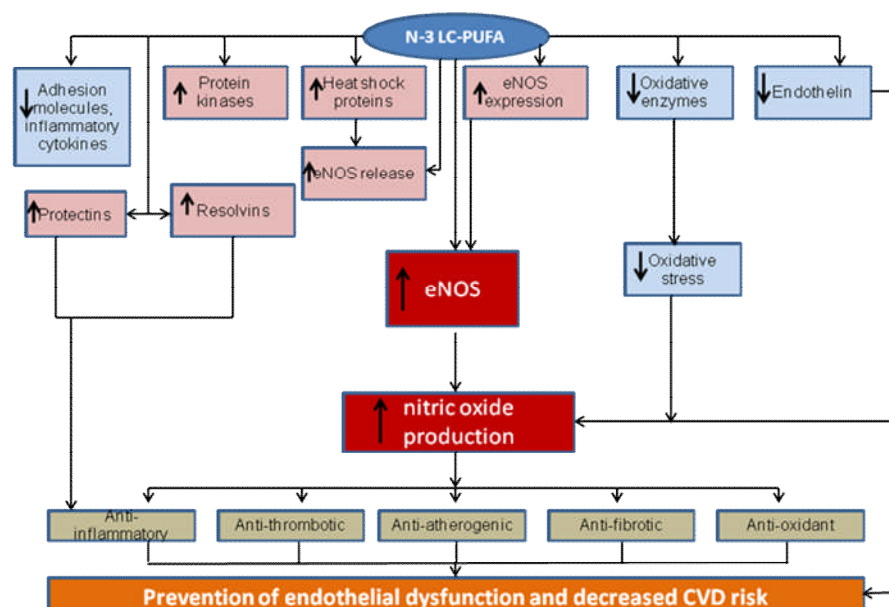 N-3 LC-PUFA
Adhesion
molecules,
inflammatory
cytokines
Protein
kinases
Heat shock
proteins
eNOS
expression
Oxidative
enzymes
Endothelin
eNOS release
Protectins
Resolvins
eNOS
Oxidative
stress
nitric oxide
production
Anti-
inflammatory
Anti-thrombotic
Anti-atherogenic
Anti-fibrotic
Anti-oxidant
Prevention of endothelial dysfunction and decreased CVD risk